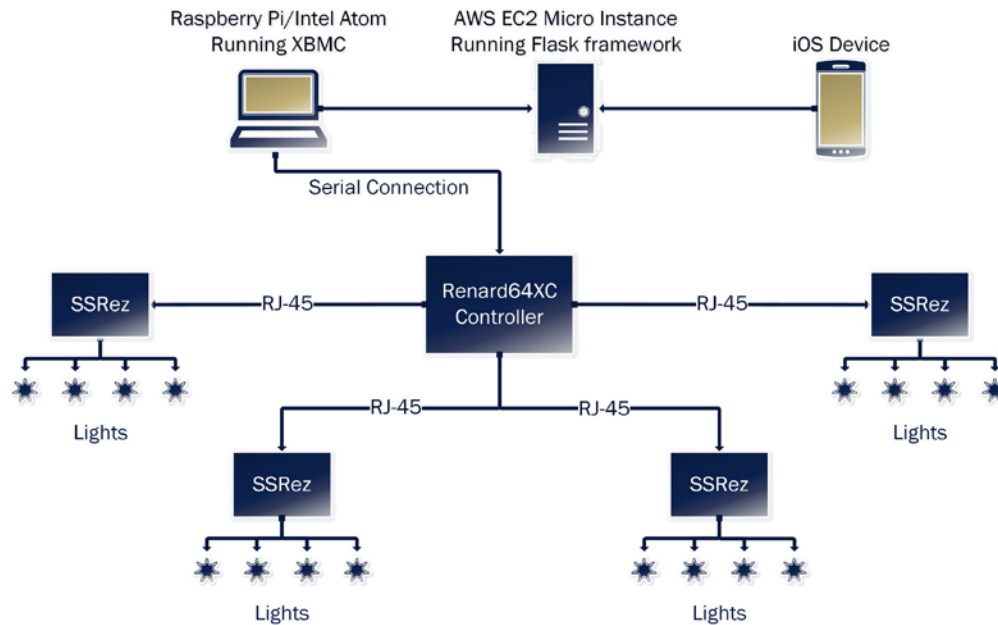 Raspberry Pi/Intel Atom
Running XBMC
AWS EC2 Micro Instance
Running Flask framework
iOS Device
Serial Connection
Renard64XC
Controller
SSRez
RJ-45
RJ-45
SSRez
Lights
Lights
RJ-45
RJ-45
SSRez
SSRez
Lights
Lights